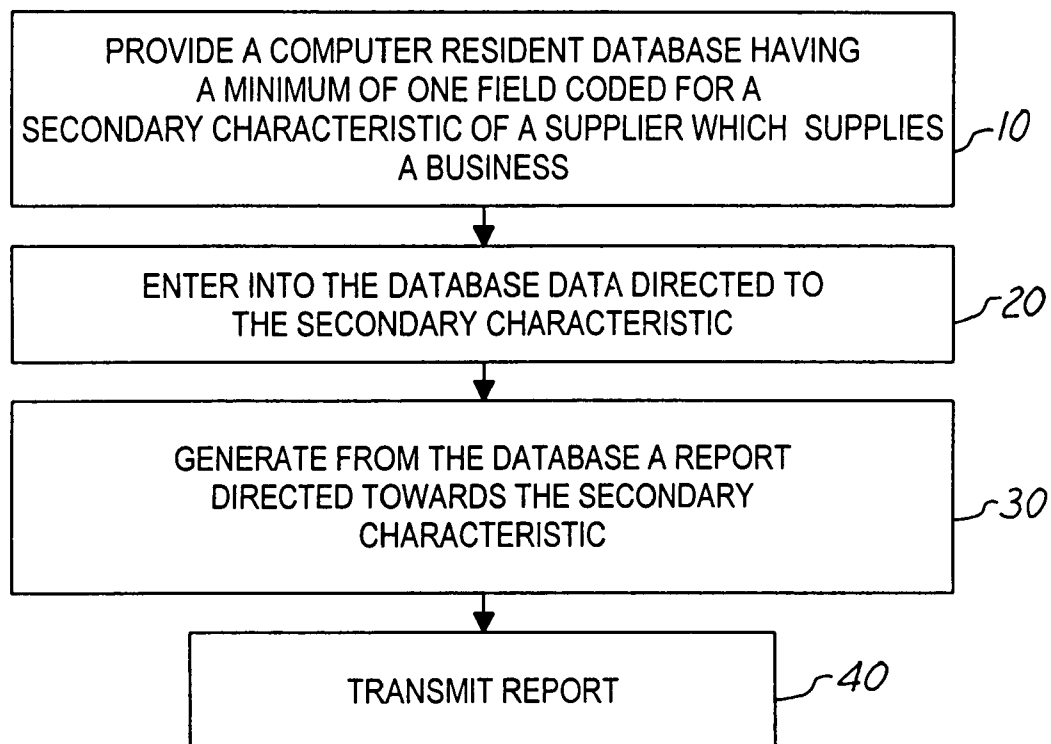 PROVIDE A COMPUTER RESIDENT DATABASE HAVING
A MINIMUM OF ONE FIELD CODED FOR A
SECONDARY CHARACTERISTIC OF A SUPPLIER WHICH SUPPLIES
A BUSINESS
10
ENTER INTO THE DATABASE DATA DIRECTED TO
THE SECONDARY CHARACTERISTIC
20
GENERATE FROM THE DATABASE A REPORT
DIRECTED TOWARDS THE SECONDARY
CHARACTERISTIC
30
TRANSMIT REPORT
40